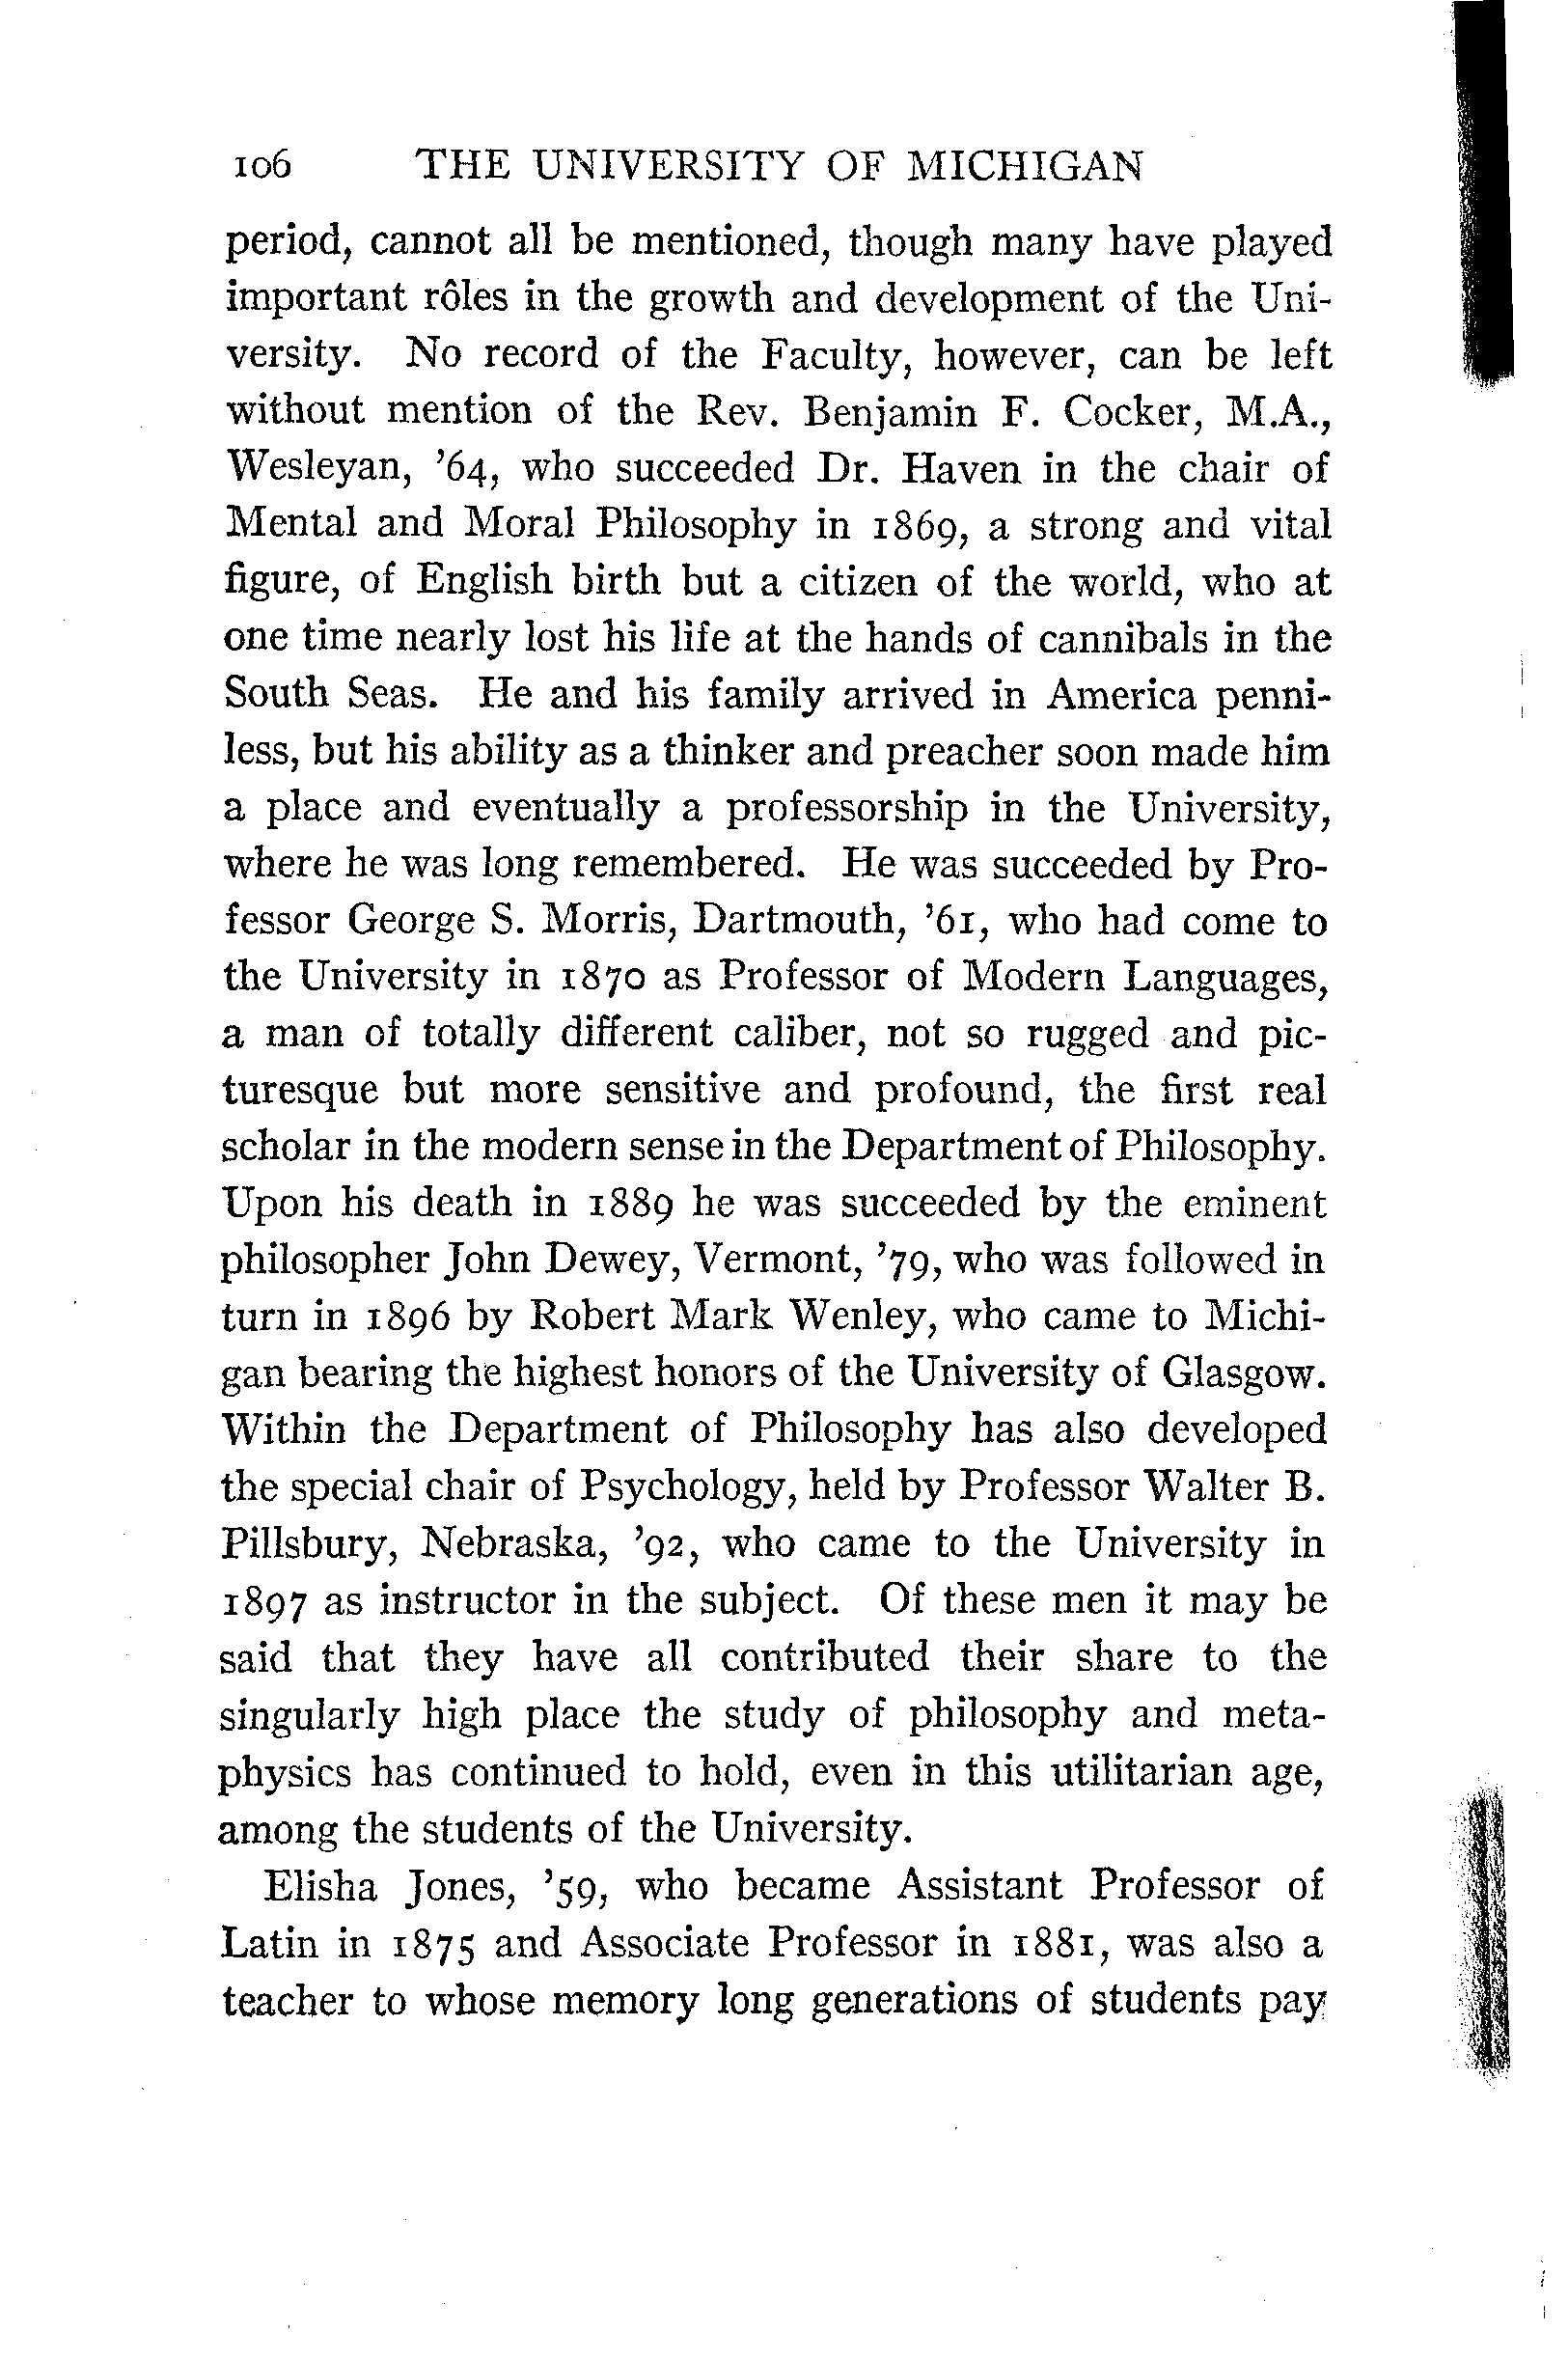 106 THE UNIVERSITY OF MICHIGAN
period, cannot all be mentioned, though many have played
important rôles in the growth and development of the Uni-
versity. No record of the Faculty, however, can be left
without mention of the Rev. Benjamin F. Cocker, M.A.,
Wesleyan, ’64, who succeeded Dr. Haven in the chair of
Mental and Moral Philosophy in 1869, a strong and vital
figure, of English birth but a citizen of the world, who at
one time nearly lost his life at the hands of cannibals in the
South Seas. He and his family arrived in America penni-
less, but his ability as a thinker and preacher soon made him
a place and eventually a professorship in the University,
where he was long remembered. He was succeeded by Pro-
fessor George S. Morris, Dartmouth, ’61, who had come to
the University in 1870 as Professor of Modern Languages,
a man of totally different caliber, not so rugged and pic-
turesque but more sensitive and profound, the first real
scholar in the modern sense in the Department of Philosophy.
Upon his death in 1889 he was succeeded by the eminent
philosopher John Dewey, Vermont, ’79, who was followed in
turn in 1896 by Robert Mark Wenley, who came to Michi-
gan bearing the highest honors of the University of Glasgow.
Within the Department of Philosophy has also developed
the special chair of Psychology, held by Professor Walter B.
Pillsbury, Nebraska, ’92, who came to the University in
1897 as instructor in the subject. Of these men it may be
said that they have all contributed their share to the
singularly high place the study of philosophy and meta-
physics has continued to hold, even in this utilitarian age,
among the students of the University.
Elisha Jones, ’59, who became Assistant Professor of
Latin in 1875 and Associate Professor in 1881, was also a
teacher to whose memory long generations of students pay